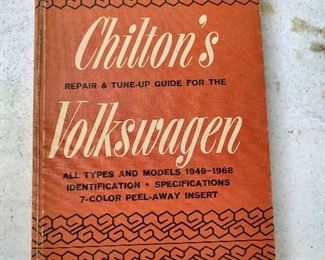 Chilton's
REPAIR & TUNE-UP GUIDE FOR THE
Volkswagen
ALL TYPES AND MODELS 1949-1968
IDENTIFICATION • SPECIFICATIONS
7-COLOR PEEL-AWAY INSERT